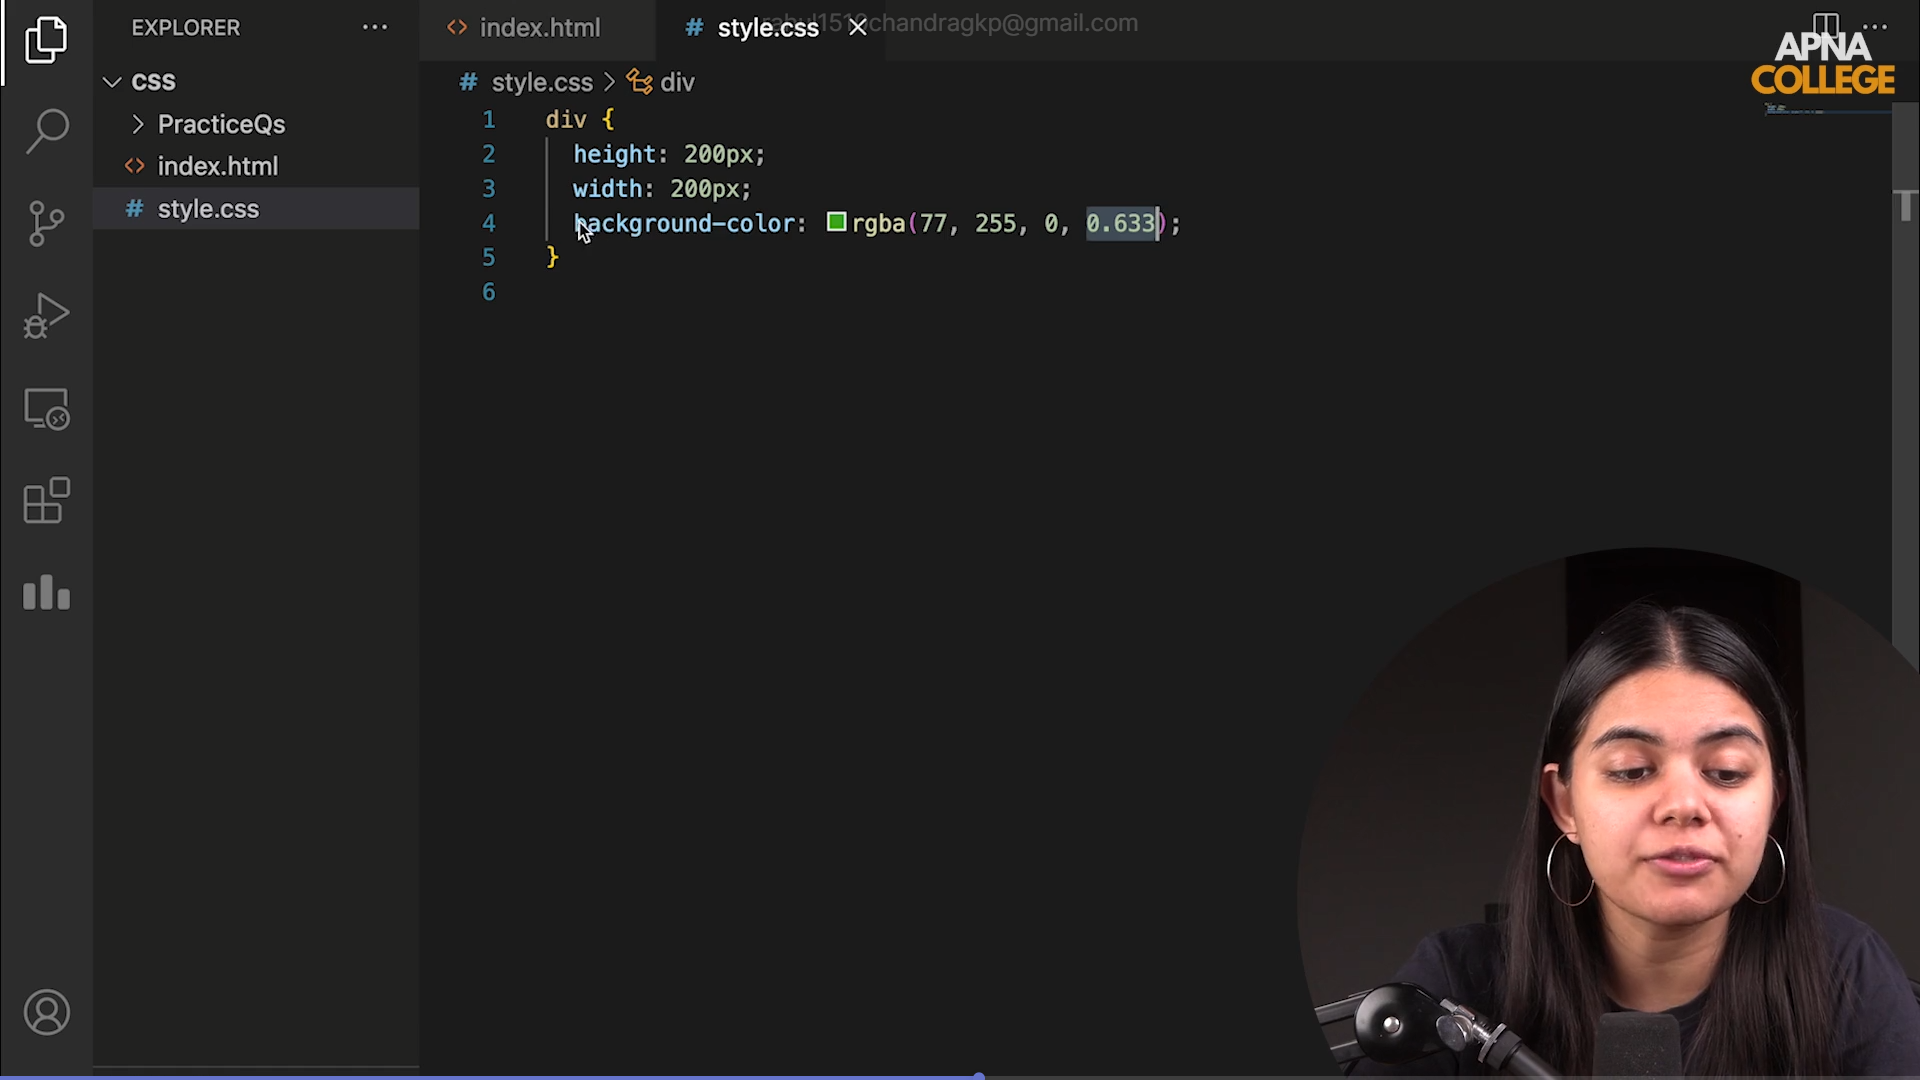 EXPLORER
index.html
style.css
chandragkp@gmail.com
APNA
COLLEGE
CSS
PracticeQs
index.html
style.css
style.css > div
1 div {
2 height: 200px;
3 width: 200px;
4 background-color: rgba(77, 255, 0, 0.633);
5 }
6